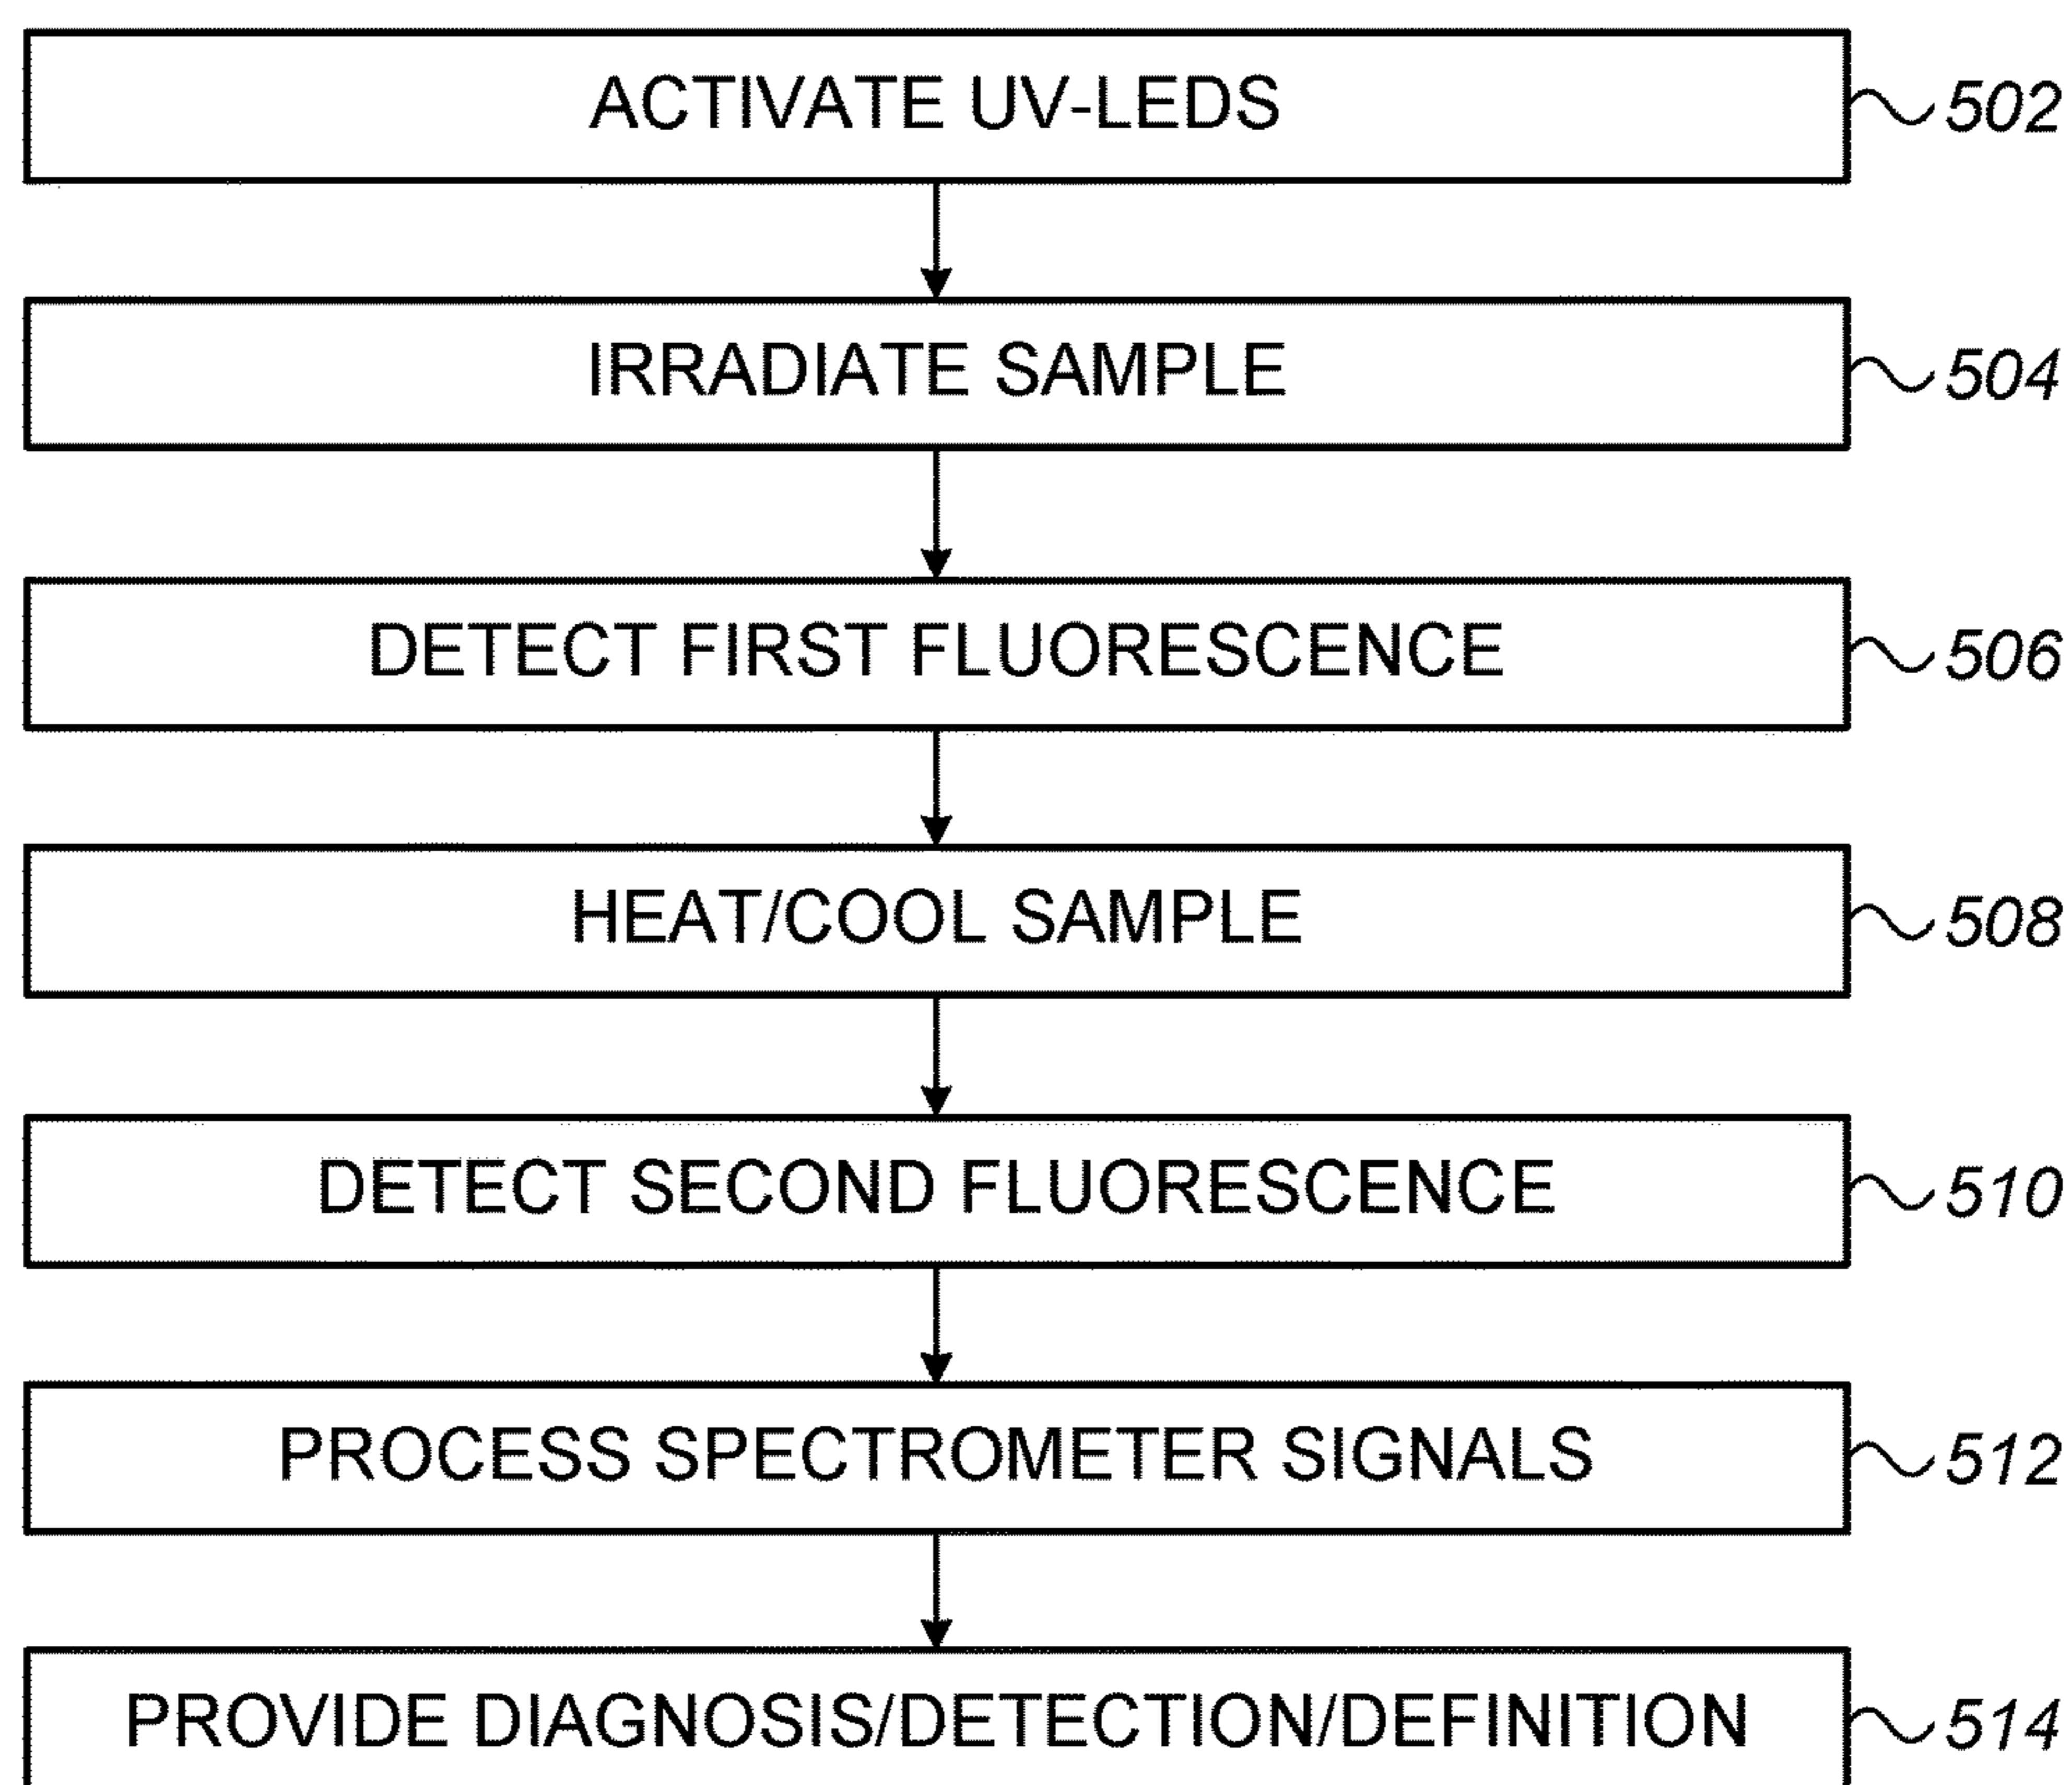 ACTIVATE UV-LEDS 502
IRRADIATE SAMPLE 504
DETECT FIRST FLUORESCENCE 506
HEAT/COOL SAMPLE 508
DETECT SECOND FLUORESCENCE 510
PROCESS SPECTROMETER SIGNALS 512
PROVIDE DIAGNOSIS/DETECTION/DEFINITION 514